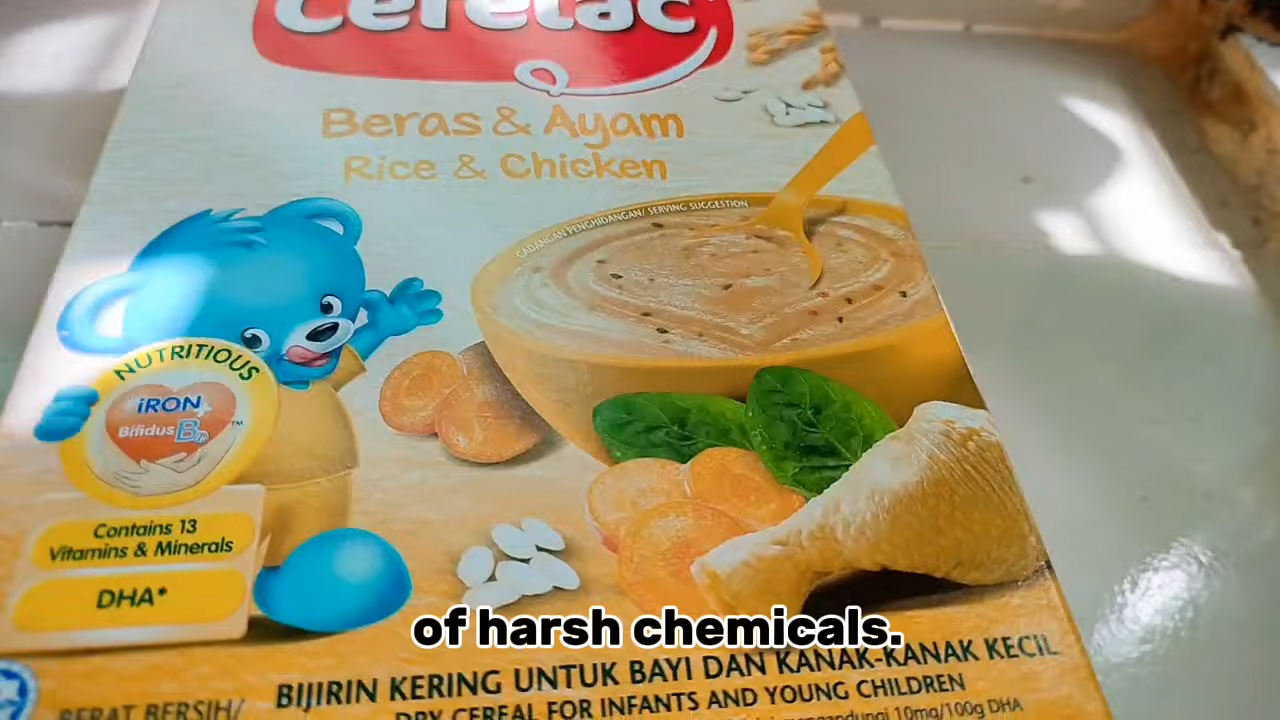 Cerelac
Beras & Ayam
Rice & Chicken
CADANGAN PENGHIDANGAN/ SERVING SUGGESTION
NUTRITIOUS
iRON
Bifidus BL™
Contains 13
Vitamins & Minerals
DHA*
of harsh chemicals.
BIJIRIN KERING UNTUK BAYI DAN KANAK-KANAK KECIL
BERAT BERSIH/
DRY CEREAL FOR INFANTS AND YOUNG CHILDREN
10mg/100g DHA